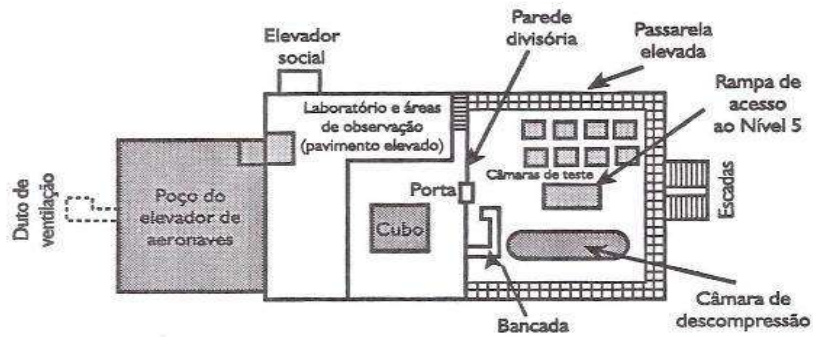 Parede
divisória
Passarela
elevada
Elevador
social
Rampa de
acesso
ao Nível 5
Laboratório e áreas
de observação
(pavimento elevado)
Câmaras de teste
Duto de
ventilação
Poço do
elevador de
aeronaves
Porta
Cubo
Escadas
Câmara de
descompressão
Bancada